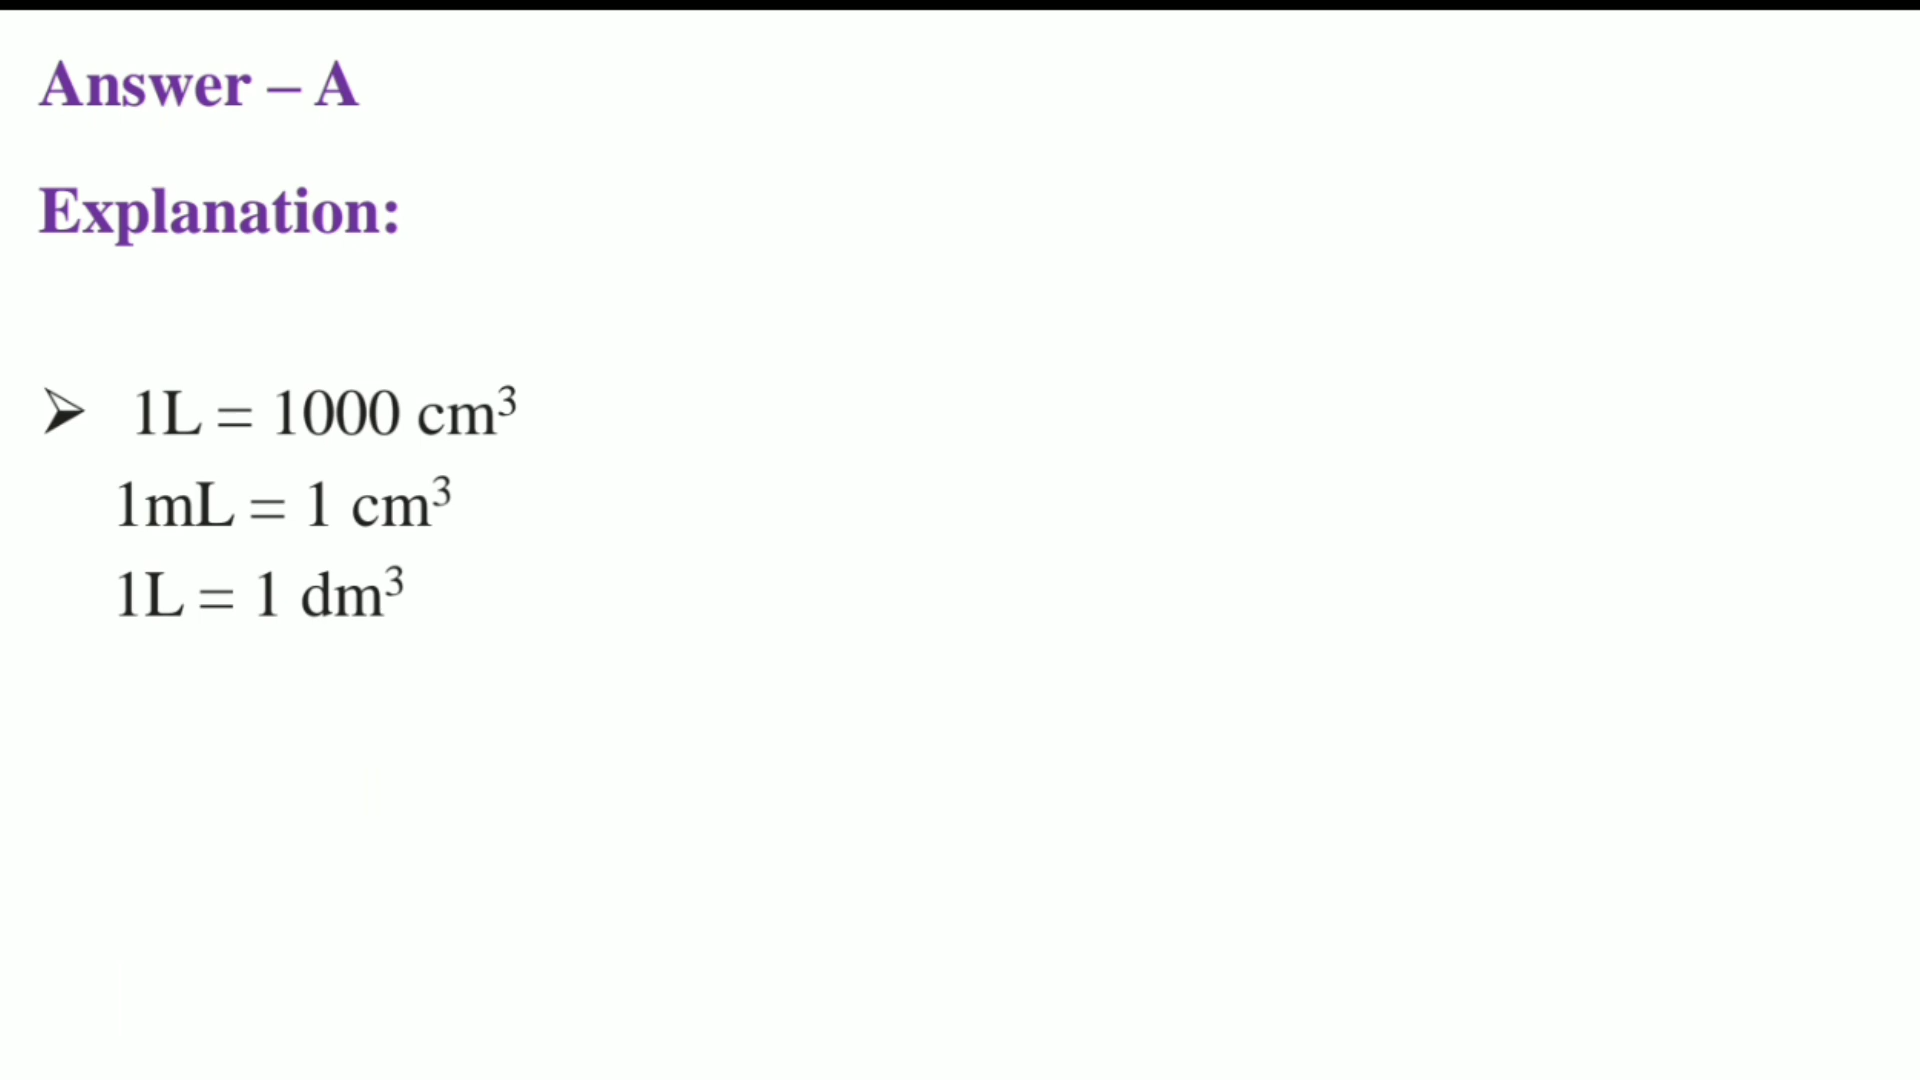 Answer – A
Explanation:
➢ 1L = 1000 cm³
1mL = 1 cm³
1L = 1 dm³